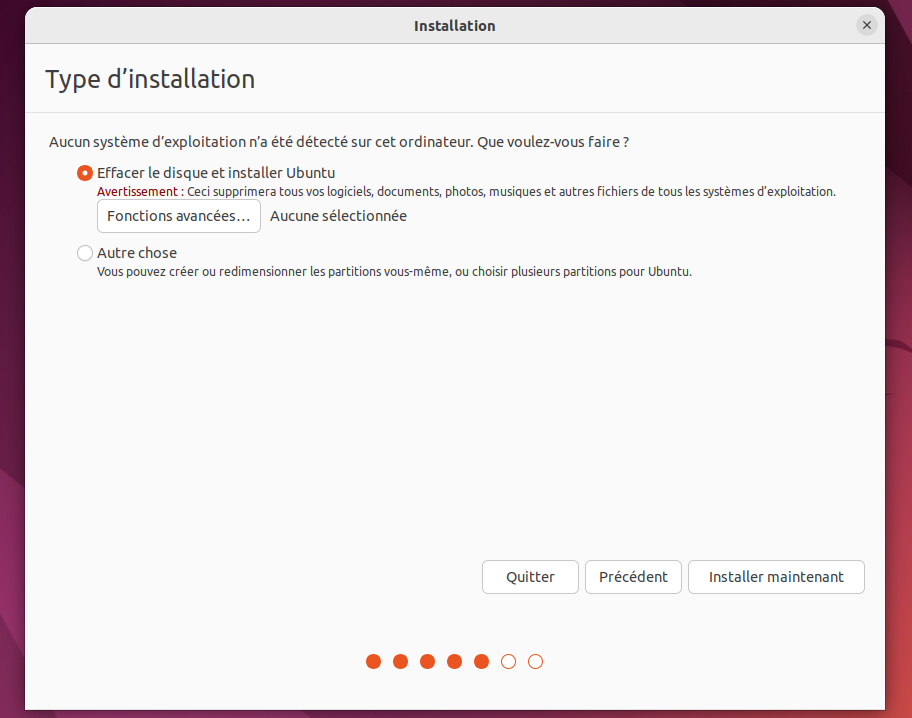 Installation
Type d’installation
Aucun système d’exploitation n’a été détecté sur cet ordinateur. Que voulez-vous faire ?
Effacer le disque et installer Ubuntu
Avertissement : Ceci supprimera tous vos logiciels, documents, photos, musiques et autres fichiers de tous les systèmes d’exploitation.
Fonctions avancées… Aucune sélectionnée
Autre chose
Vous pouvez créer ou redimensionner les partitions vous-même, ou choisir plusieurs partitions pour Ubuntu.
Quitter Précédent Installer maintenant